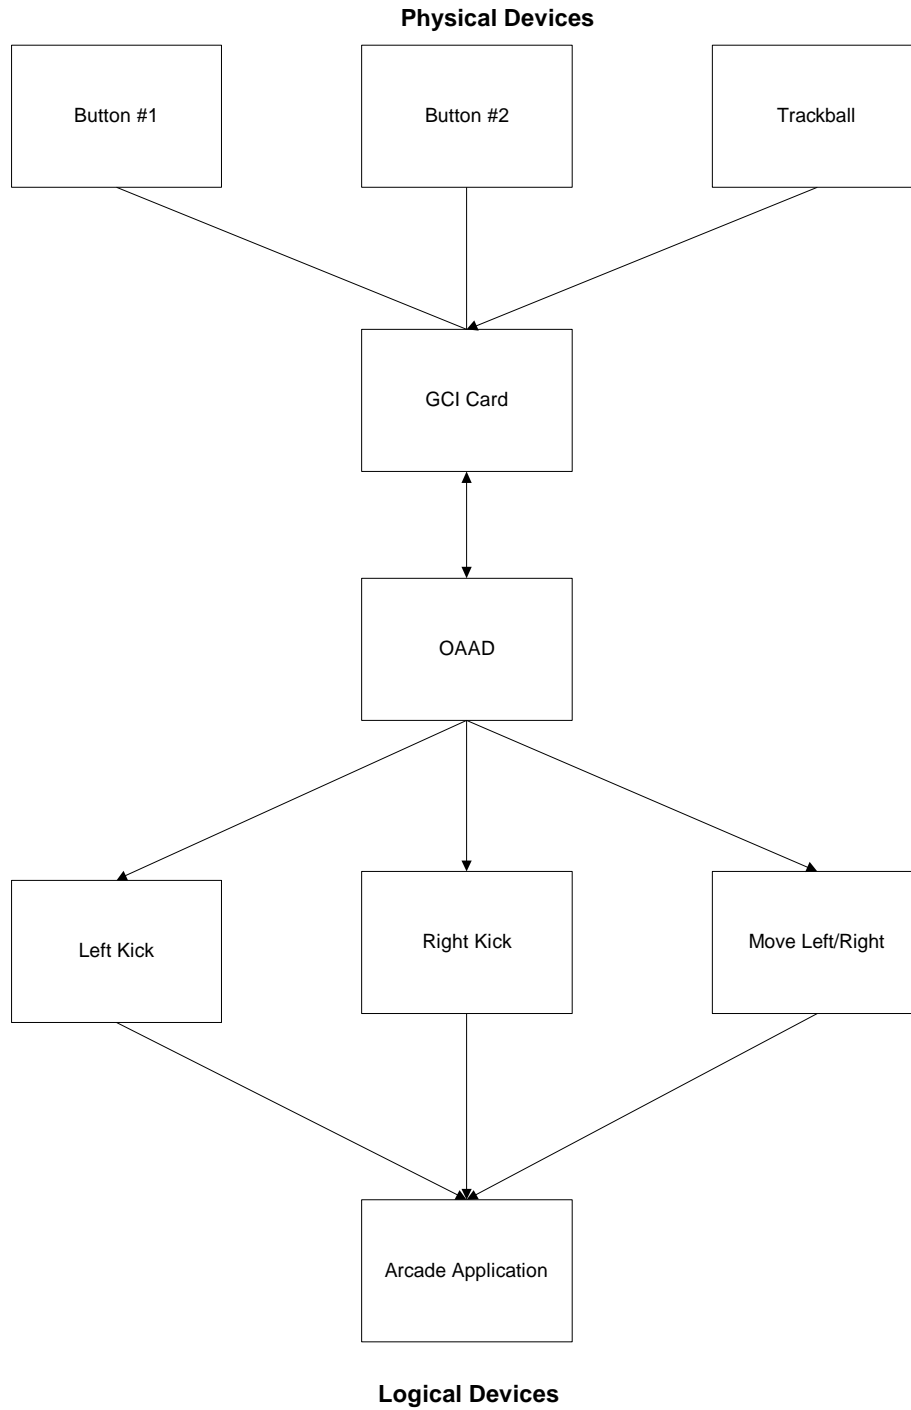 Physical Devices
Button #1
Button #2
Trackball
GCI Card
OAAD
Left Kick
Right Kick
Move Left/Right
Arcade Application
Logical Devices